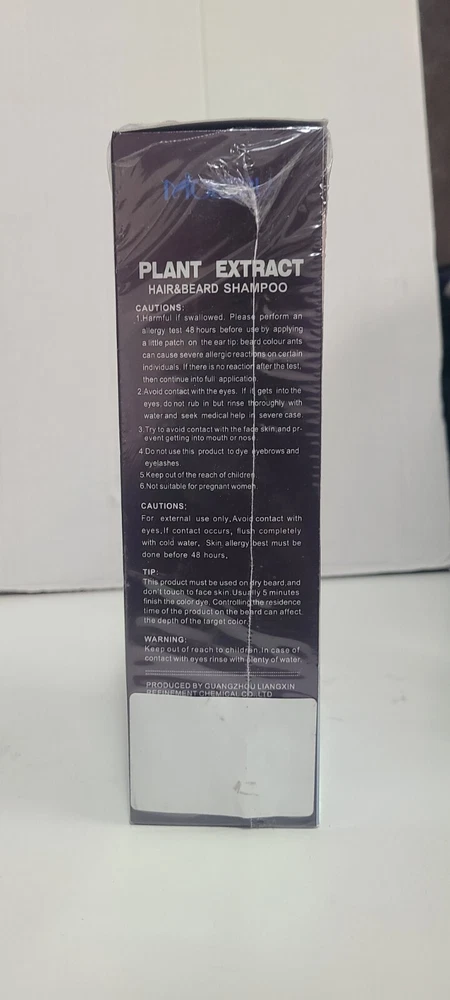 PLANT EXTRACT
HAIR&BEARD SHAMPOO
CAUTIONS:
1.Harmful if swallowed. Please perform an
allergy test 48 hours before use by applying
a little patch on the ear tip: beard colour ants
can cause severe allergic reactions on certain
individuals. If there is no reaction after the test,
then continue into full application
2.Avoid contact with the eyes. If it gets into the
eyes, do not rub in but rinse thoroughly with
water and seek medical help in severe case.
3.Try to avoid contact with the face skin,and pr-
event getting into mouth or nose.
4.Do not use this product to dye eyebrows and
eyelashes.
5.Keep out of the reach of children.
6.Not suitable for pregnant women.
CAUTIONS:
For external use only,Avoid contact with
eyes,If contact occurs, flush completely
with cold water, Skin allergy best must be
done before 48 hours,
TIP:
This product must be used on dry beard,and
don't touch to face skin.Usually 5 minutes
finish the color dye. Controlling the residence
time of the product on the beard can affect
the depth of the target color.
WARNING:
Keep out of reach to children,In case of
contact with eyes rinse with plenty of water.
PRODUCED BY GUANGZHOU LIANGXIN
REFINEMENT CHEMICAL CO.,LTD